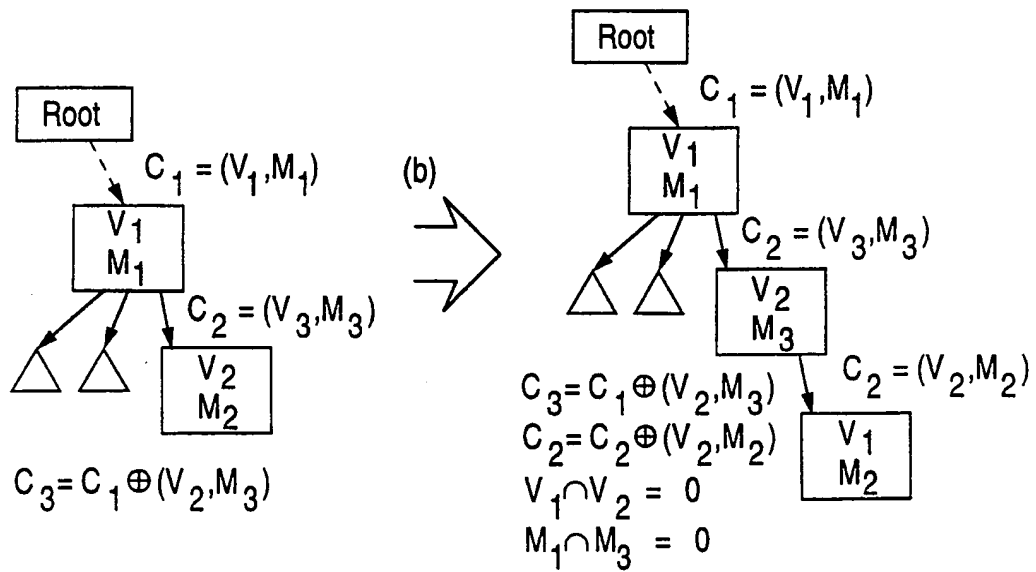 Root
C1 = (V1,M1)
V1
M1
C2 = (V3,M3)
V2
M2
C3 = C1 ⊕ (V2,M3)
(b)
Root
C1 = (V1,M1)
V1
M1
C2 = (V3,M3)
V2
M3
C2 = (V2,M2)
V1
M2
C3 = C1 ⊕ (V2,M3)
C2 = C2 ⊕ (V2,M2)
V1∩V2 = 0
M1∩M3 = 0